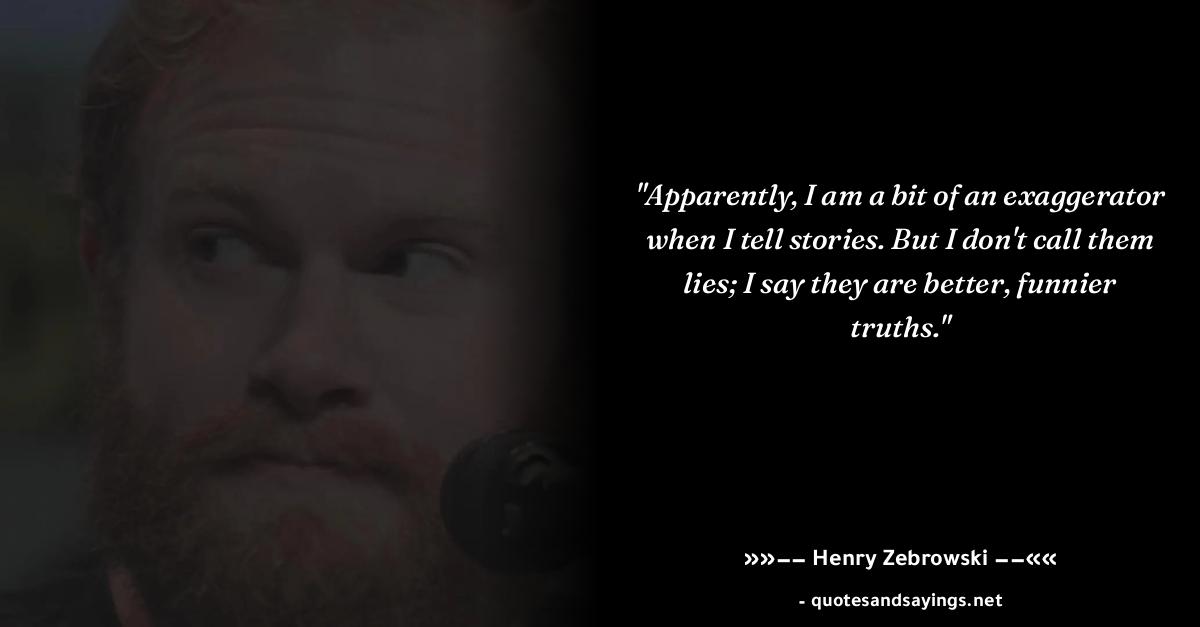 "Apparently, I am a bit of an exaggerator
when I tell stories. But I don't call them
lies; I say they are better, funnier
truths."
»»–– Henry Zebrowski ––««
- quotesandsayings.net